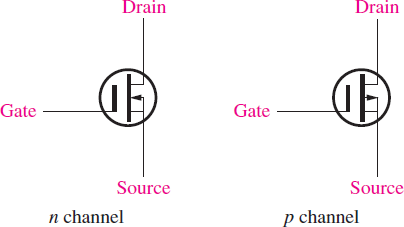 Drain
Drain
Gate
Gate
Source
Source
n channel
p channel